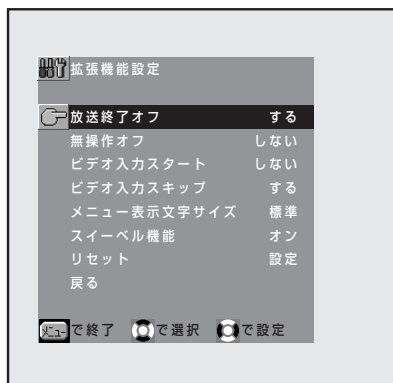 拡張機能設定
放送終了オフ する
無操作オフ しない
ビデオ入力スタート しない
ビデオ入力スキップ する
メニュー表示文字サイズ 標準
スイーベル機能 オン
リセット 設定
戻る
メニューで終了 で選択 で設定